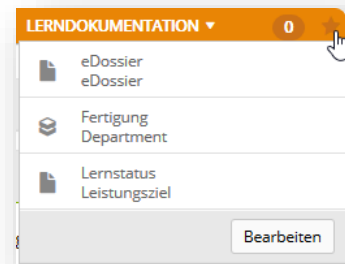 LERNDOKUMENTATION 0
eDossier
eDossier
Fertigung
Department
Lernstatus
Leistungsziel
Bearbeiten